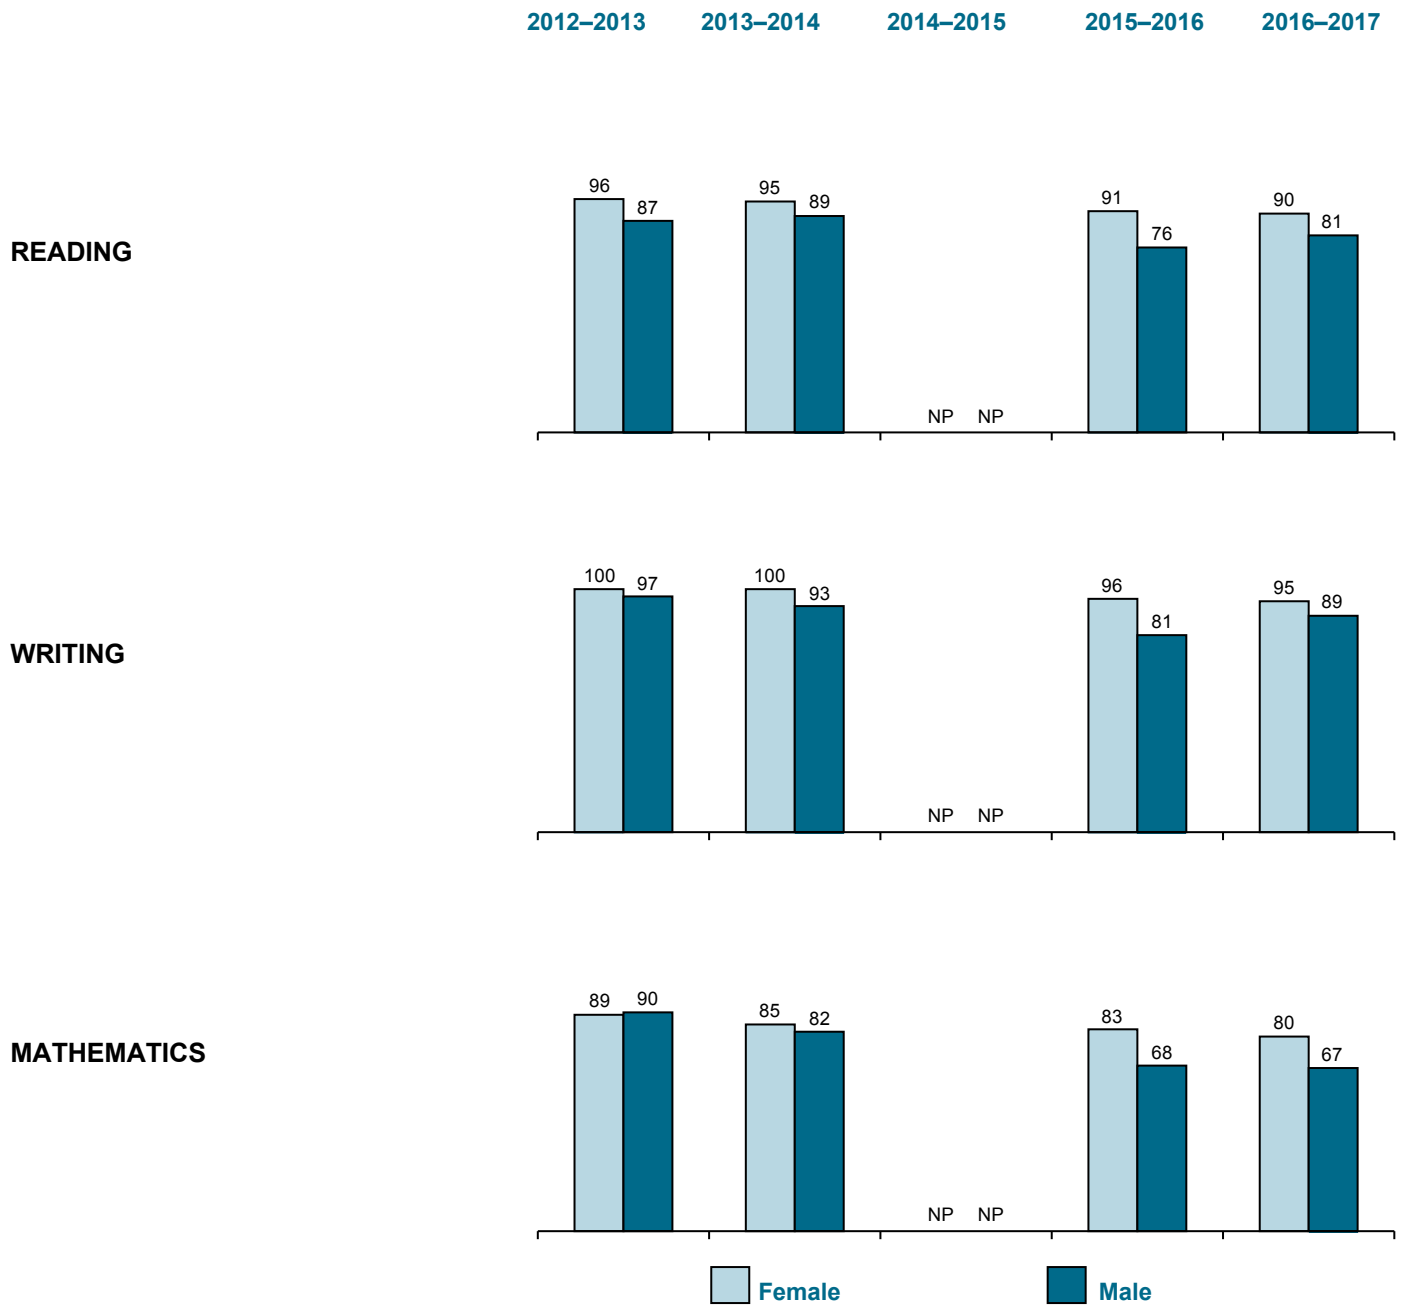 2012–2013 2013–2014 2014–2015 2015–2016 2016–2017
READING
96 87 95 89 NP NP 91 76 90 81
WRITING
100 97 100 93 NP NP 96 81 95 89
MATHEMATICS
89 90 85 82 NP NP 83 68 80 67
Female Male